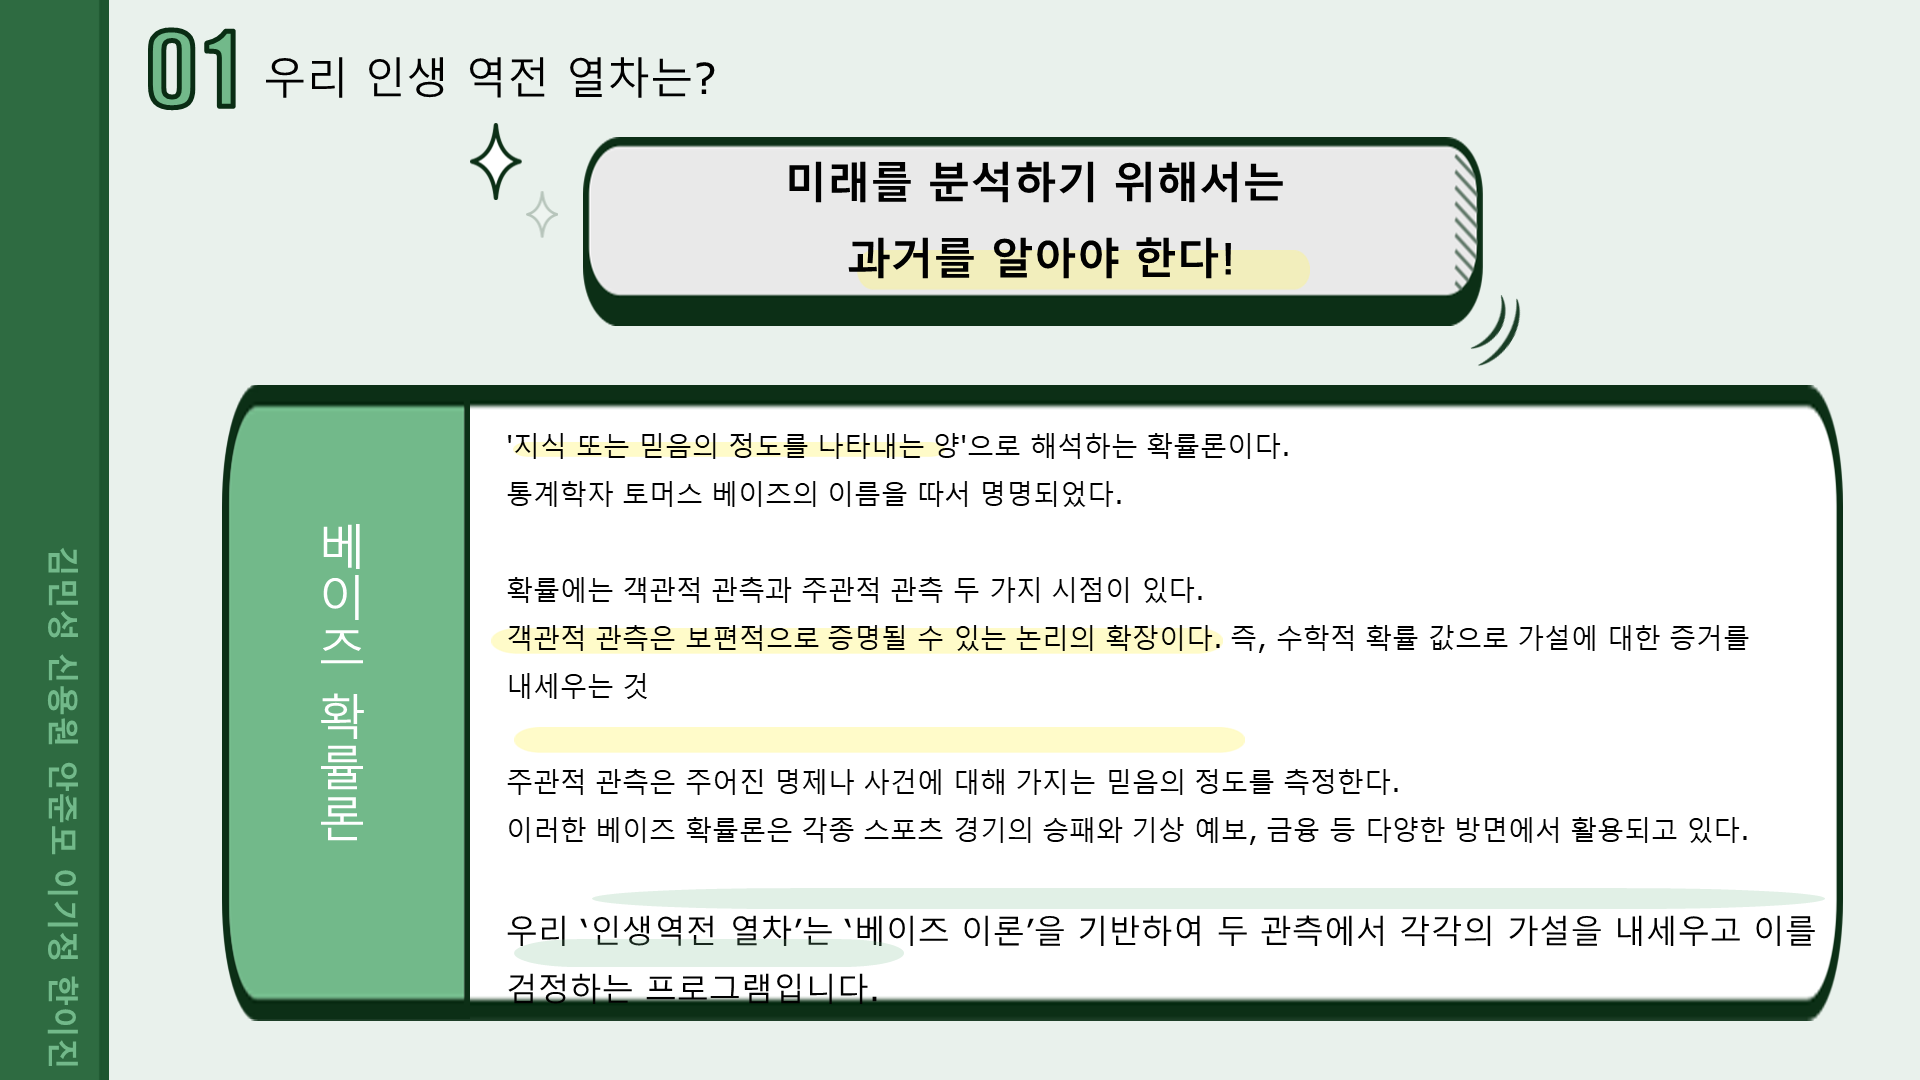 01 우리 인생 역전 열차는?
미래를 분석하기 위해서는
과거를 알아야 한다!
베이즈 확률론
'지식 또는 믿음의 정도를 나타내는 양'으로 해석하는 확률론이다.
통계학자 토머스 베이즈의 이름을 따서 명명되었다.
확률에는 객관적 관측과 주관적 관측 두 가지 시점이 있다.
객관적 관측은 보편적으로 증명될 수 있는 논리의 확장이다. 즉, 수학적 확률 값으로 가설에 대한 증거를
내세우는 것
주관적 관측은 주어진 명제나 사건에 대해 가지는 믿음의 정도를 측정한다.
이러한 베이즈 확률론은 각종 스포츠 경기의 승패와 기상 예보, 금융 등 다양한 방면에서 활용되고 있다.
우리 ‘인생역전 열차’는 ‘베이즈 이론’을 기반하여 두 관측에서 각각의 가설을 내세우고 이를
검정하는 프로그램입니다.
김민성 신용원 안준모 이기정 한이진